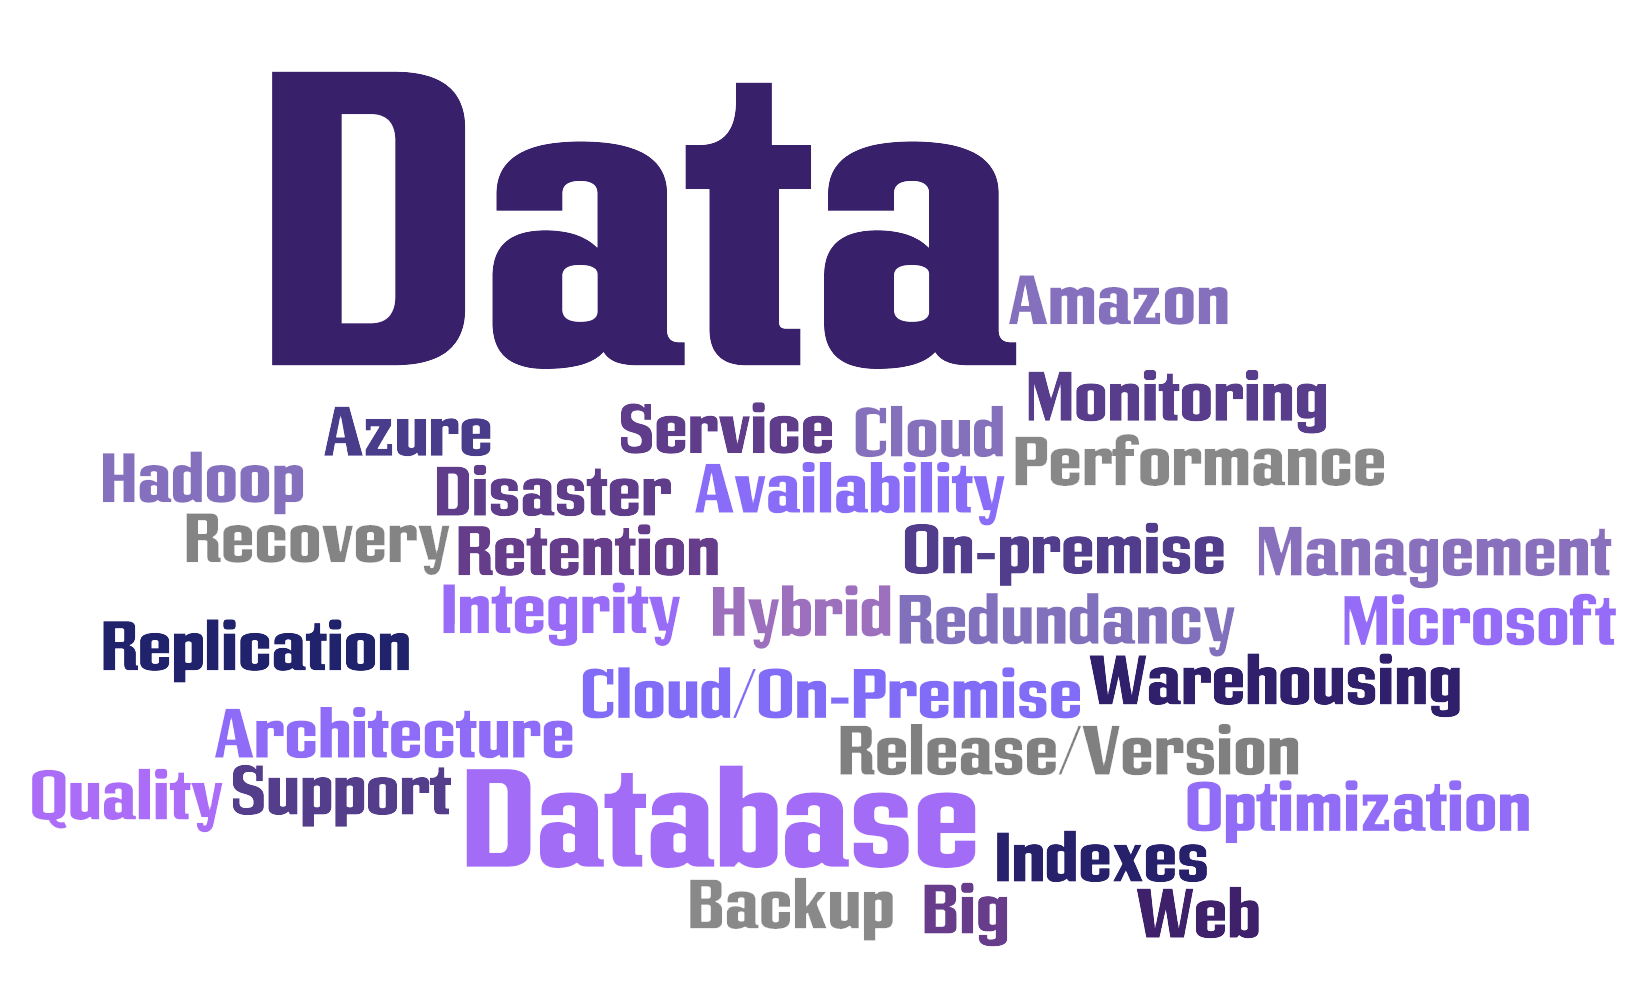 Data
Amazon
Monitoring
Azure
Service
Cloud
Performance
Hadoop
Disaster
Availability
Recovery
Retention
On-premise
Management
Integrity
Hybrid
Redundancy
Microsoft
Replication
Cloud/On-Premise
Warehousing
Architecture
Release/Version
Quality
Support
Database
Optimization
Indexes
Backup
Big
Web